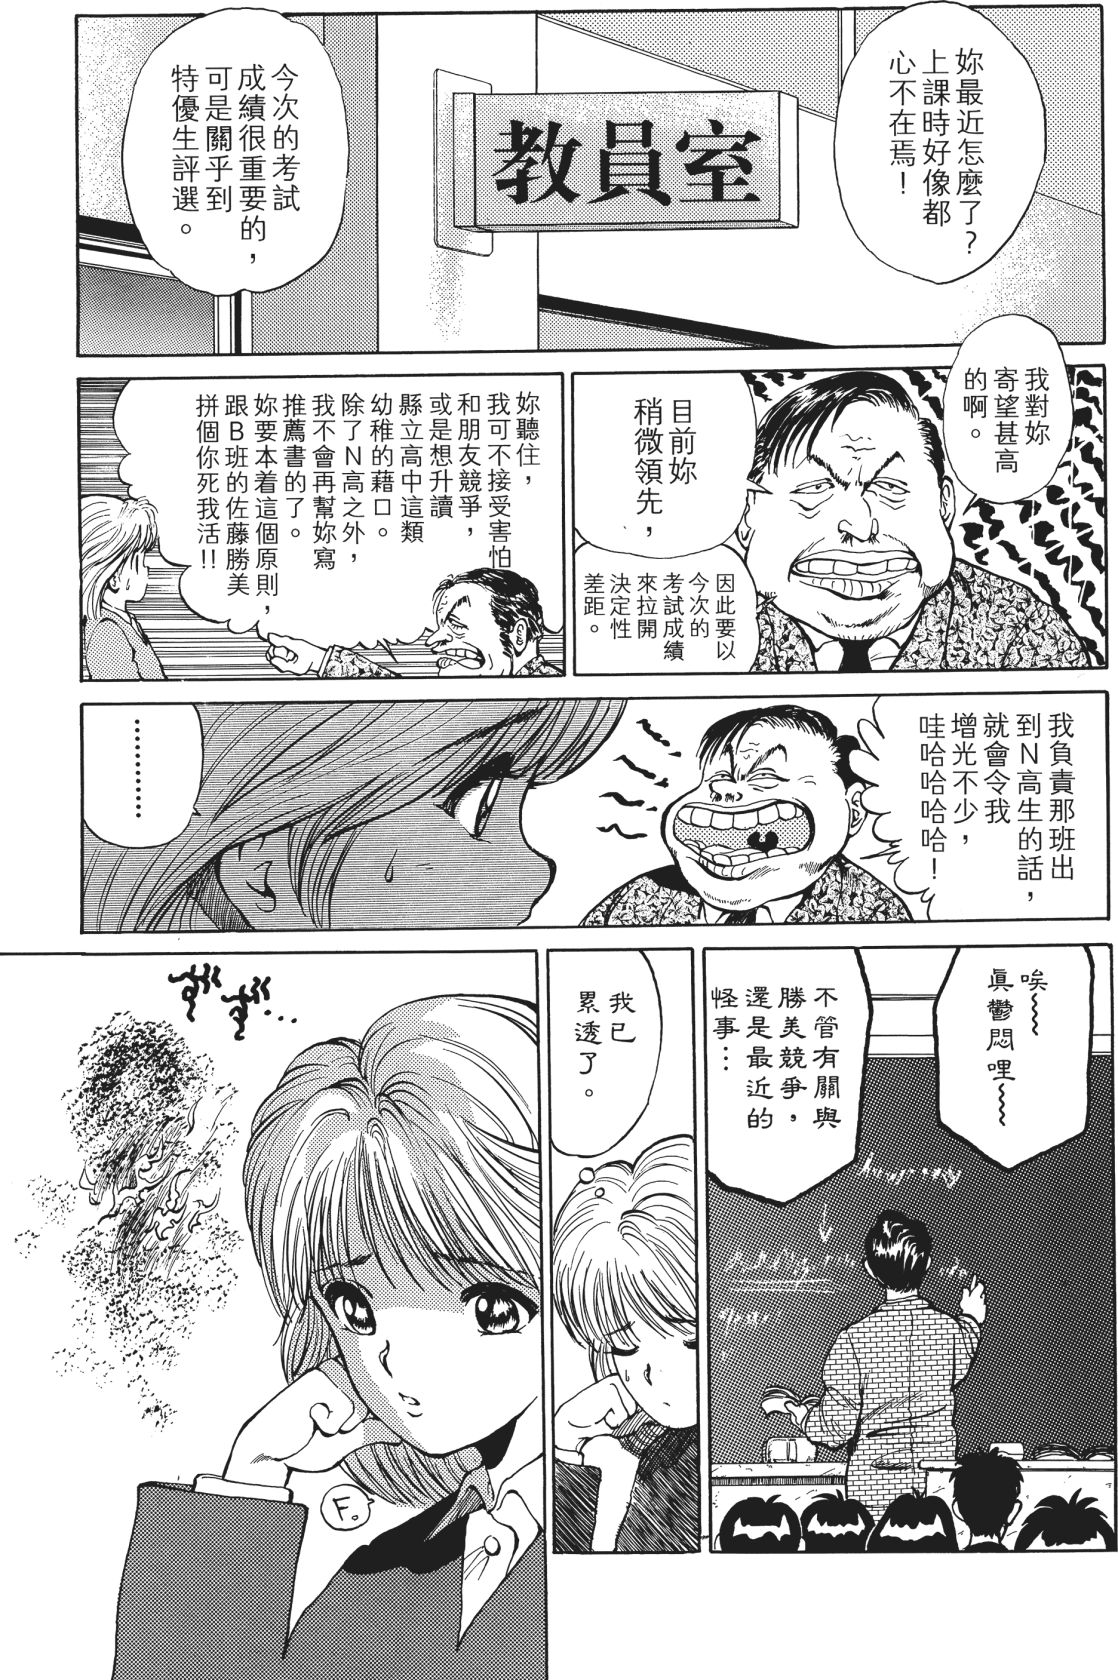 妳最近怎麼了？
上課時好像都
心不在焉！
教員室
今次的考試
成績很重要的，
可是關乎到
特優生評選。
我對妳
寄望甚高
的啊。
目前妳
稍微領先，
因此要以
今次的
考試成績
來拉開
決定性
差距。
妳聽住，
我可不接受害怕
和朋友競爭，
或是想升讀
縣立高中這類
幼稚的藉口。
除了N高之外，
我不會再幫妳寫
推薦書的了。
妳要本着這個原則，
跟B班的佐藤勝美
拼個你死我活!!
我負責那班出
到N高生的話，
就會令我
增光不少，
哇哈哈哈哈！
………
唉～～
真鬱悶哩～～
不管有關與
勝美競爭，
還是最近的
怪事…
我已
累透了。
F.